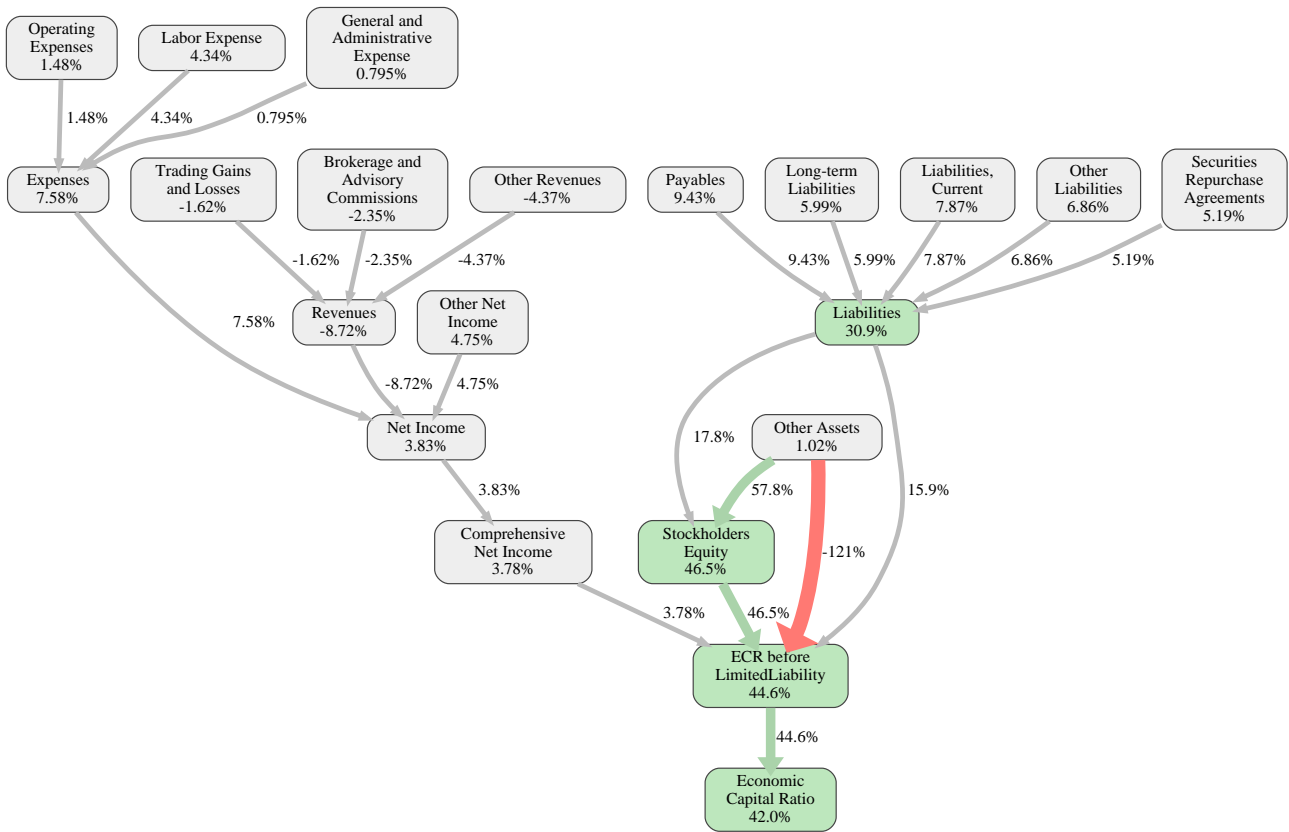 Operating
Expenses
1.48%
Labor Expense
4.34%
General and
Administrative
Expense
0.795%
1.48%
4.34%
0.795%
Expenses
7.58%
Trading Gains
and Losses
-1.62%
Brokerage and
Advisory
Commissions
-2.35%
Other Revenues
-4.37%
Payables
9.43%
Long-term
Liabilities
5.99%
Liabilities,
Current
7.87%
Other
Liabilities
6.86%
Securities
Repurchase
Agreements
5.19%
-1.62%
-2.35%
-4.37%
9.43%
5.99%
7.87%
6.86%
5.19%
7.58%
Revenues
-8.72%
Other Net
Income
4.75%
Liabilities
30.9%
-8.72%
4.75%
Net Income
3.83%
17.8%
Other Assets
1.02%
15.9%
3.83%
57.8%
-121%
Comprehensive
Net Income
3.78%
Stockholders
Equity
46.5%
3.78%
46.5%
ECR before
LimitedLiability
44.6%
44.6%
Economic
Capital Ratio
42.0%